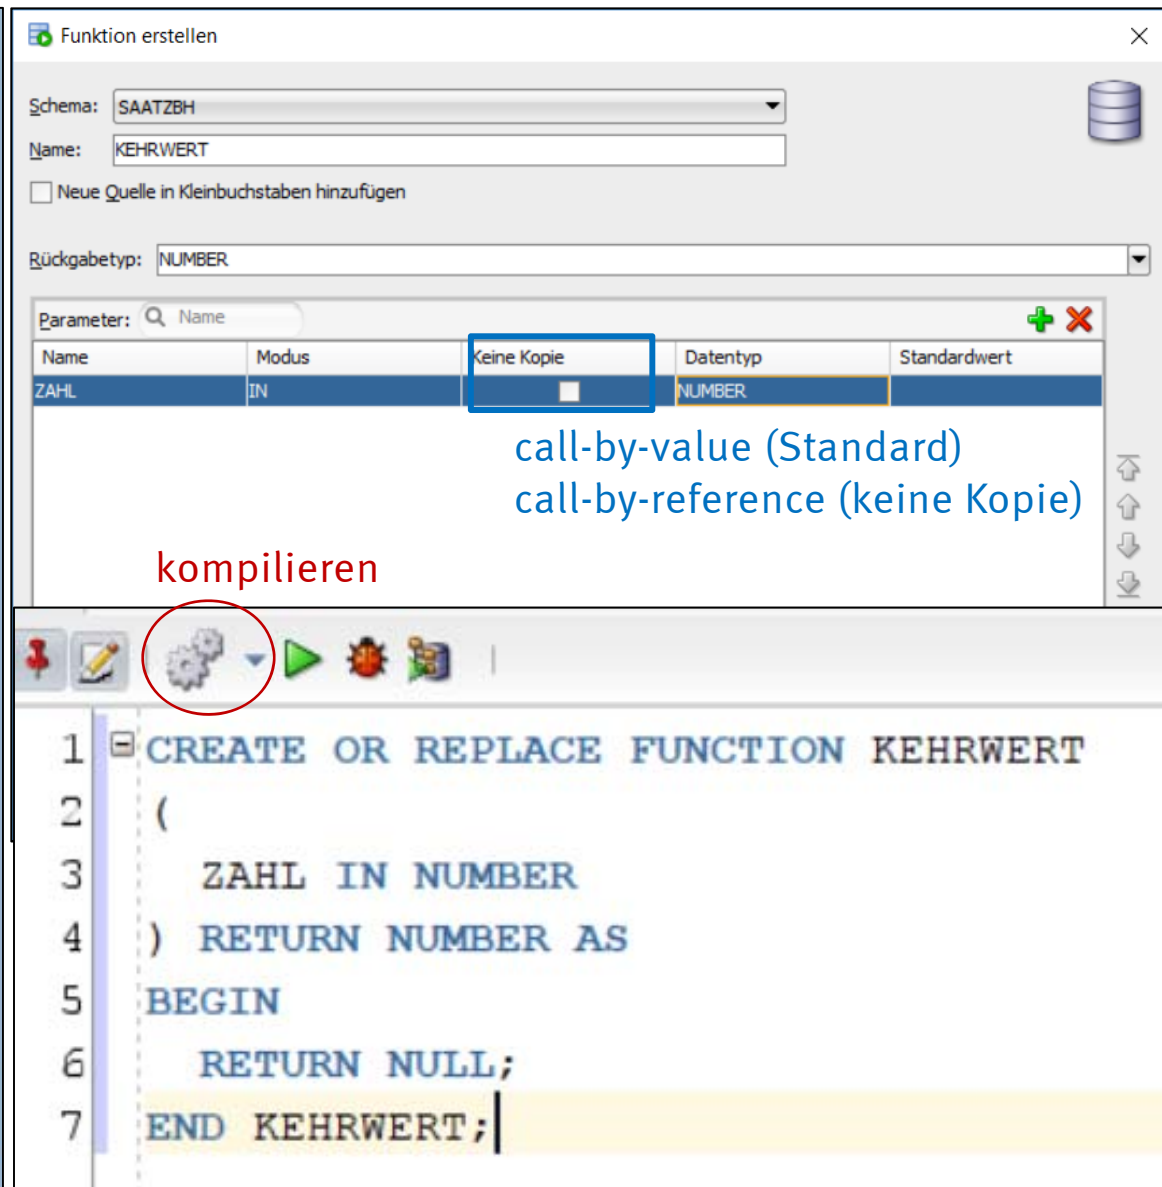 Funktion erstellen
Schema: SAATZBH
Name: KEHRWERT
Neue Quelle in Kleinbuchstaben hinzufügen
Rückgabetyp: NUMBER
Parameter: Name
Name Modus Keine Kopie Datentyp Standardwert
ZAHL IN NUMBER
call-by-value (Standard)
call-by-reference (keine Kopie)
kompilieren
1 CREATE OR REPLACE FUNCTION KEHRWERT
2 (
3 ZAHL IN NUMBER
4 ) RETURN NUMBER AS
5 BEGIN
6 RETURN NULL;
7 END KEHRWERT;